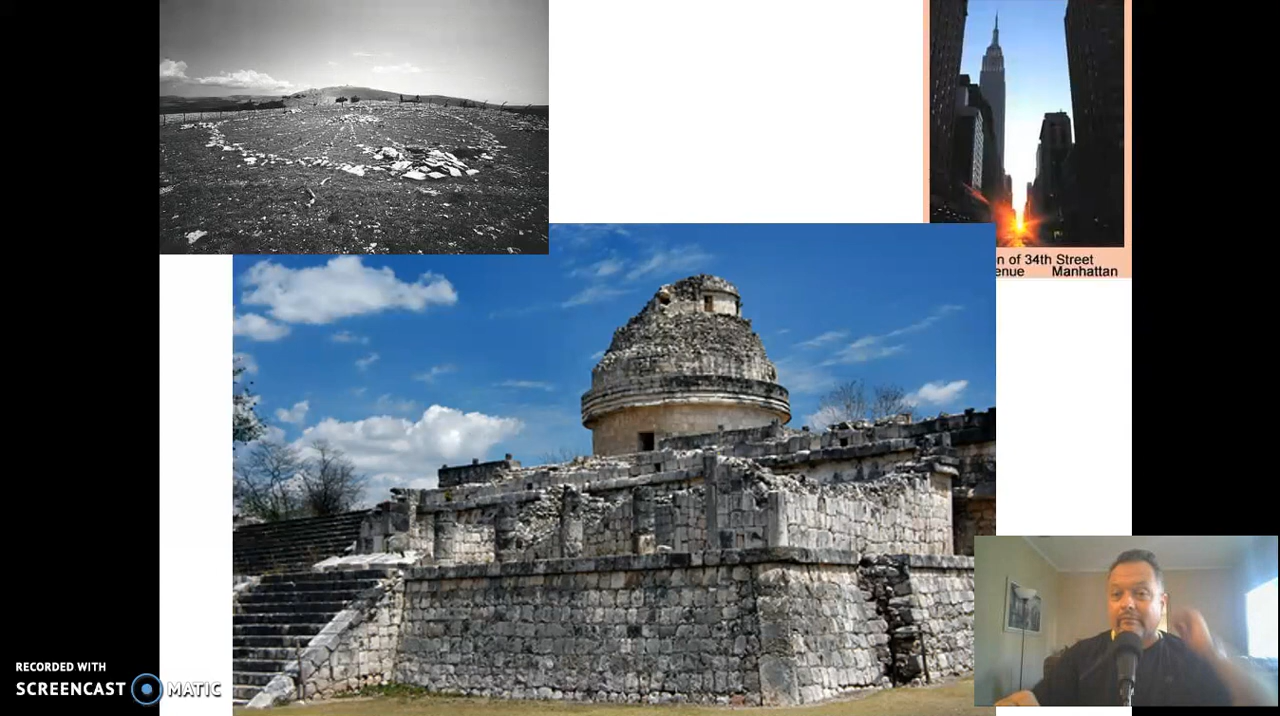 n of 34th Street
enue Manhattan
RECORDED WITH
SCREENCAST MATIC